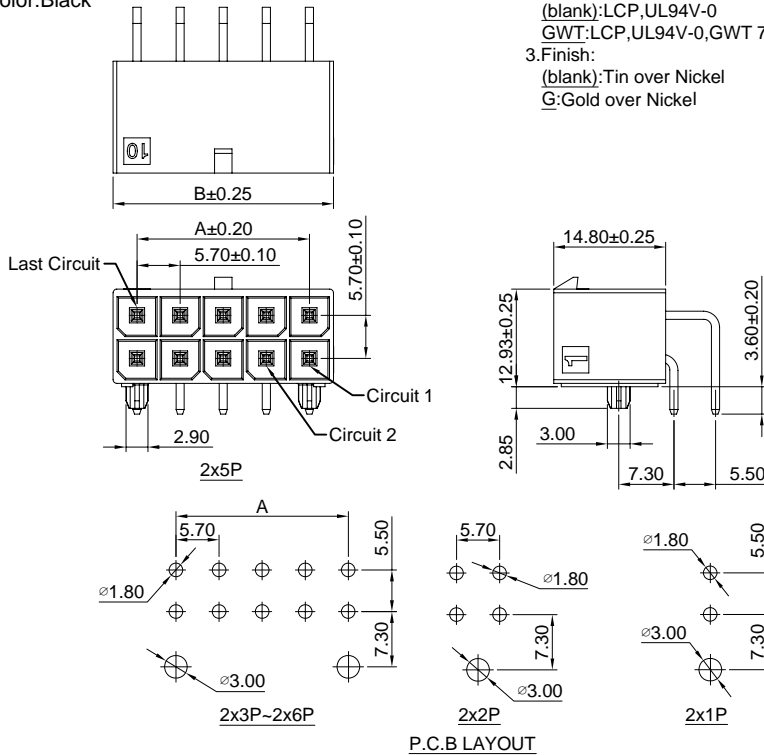 (blank):LCP,UL94V-0
GWT:LCP,UL94V-0,GWT 7
3.Finish:
(blank):Tin over Nickel
G:Gold over Nickel
10
B±0.25
A±0.20
5.70±0.10
5.70±0.10
Last Circuit
Circuit 1
Circuit 2
2.90
2x5P
14.80±0.25
12.93±0.25
3.60±0.20
2.85
3.00
7.30
5.50
A
5.70
5.50
⌀1.80
7.30
⌀3.00
2x3P~2x6P
5.70
⌀1.80
7.30
⌀3.00
2x2P
⌀1.80
5.50
⌀3.00
7.30
2x1P
P.C.B LAYOUT